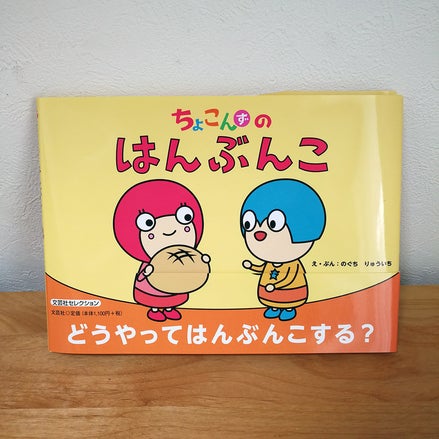 ちょこんずの
はんぶんこ
え・ぶん:のぐち りゅういち
文芸社セレクション
文芸社◎定価(本体1,100円+税)
どうやってはんぶんこする?